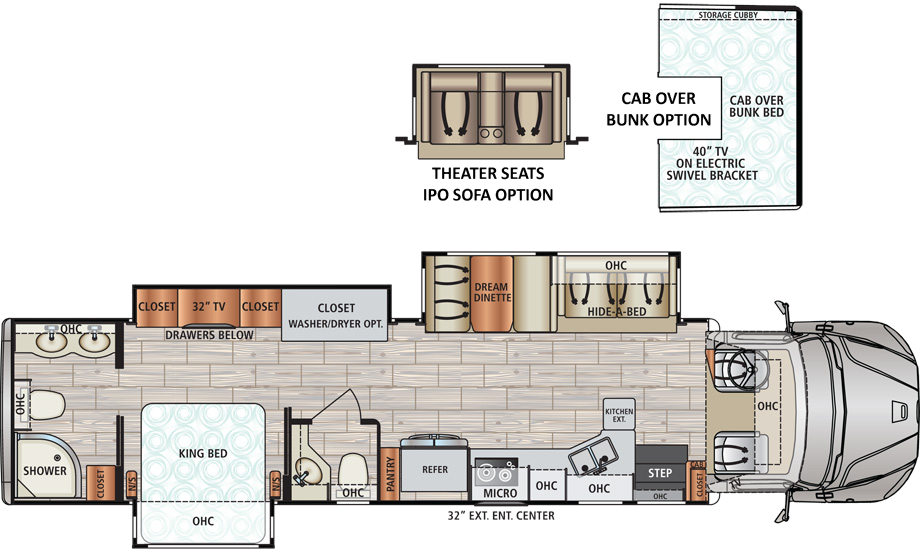 STORAGE CUBBY
CAB OVER
BUNK OPTION
CAB OVER
BUNK BED
40” TV
ON ELECTRIC
SWIVEL BRACKET
THEATER SEATS
IPO SOFA OPTION
CLOSET
32” TV
CLOSET
CLOSET
WASHER/DRYER OPT.
DRAWERS BELOW
DREAM
DINETTE
OHC
HIDE-A-BED
OHC
OHC
SHOWER
CLOSET
N/S
KING BED
N/S
OHC
OHC
PANTRY
REFER
MICRO
OHC
OHC
KITCHEN
EXT.
STEP
OHC
CAB
CLOSET
OHC
32” EXT. ENT. CENTER